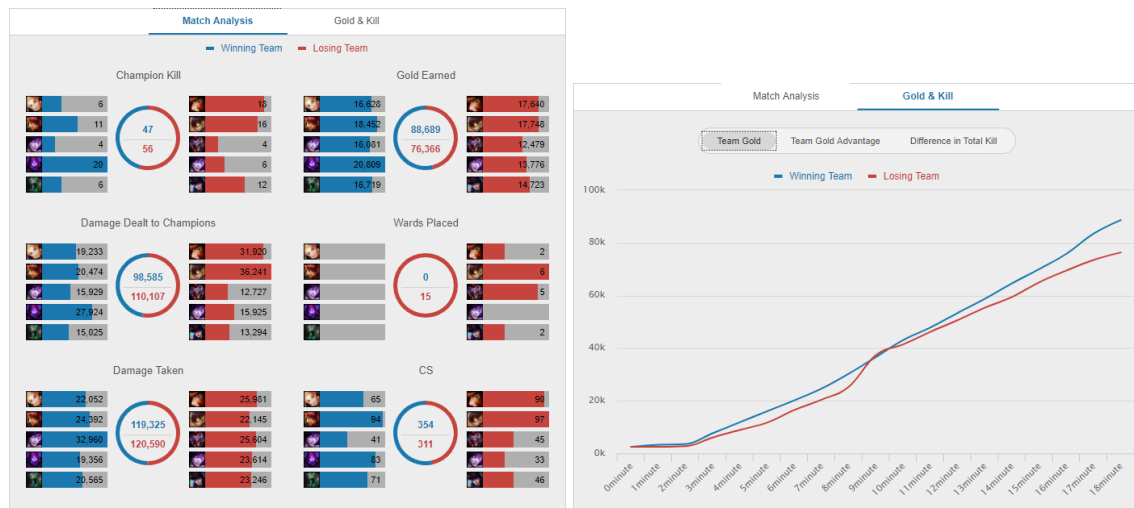 Match Analysis Gold & Kill
Winning Team Losing Team
Champion Kill
6
11
4
20
6
47
56
18
16
4
6
12
Gold Earned
16,628
18,452
16,081
20,809
16,719
88,689
76,366
17,640
17,748
12,479
13,776
14,723
Damage Dealt to Champions
19,233
20,474
15,929
27,924
15,025
98,585
110,107
31,920
36,241
12,727
15,925
13,294
Wards Placed
0
15
2
6
5
2
Damage Taken
22,052
24,392
32,960
19,356
20,565
119,325
120,590
25,981
22,145
25,604
23,614
23,246
CS
65
94
41
83
71
354
311
90
97
45
33
46
Match Analysis Gold & Kill
Team Gold Team Gold Advantage Difference in Total Kill
Winning Team Losing Team
100k
80k
60k
40k
20k
0k
0minute
1minute
2minute
3minute
4minute
5minute
6minute
7minute
8minute
9minute
10minute
11minute
12minute
13minute
14minute
15minute
16minute
17minute
18minute